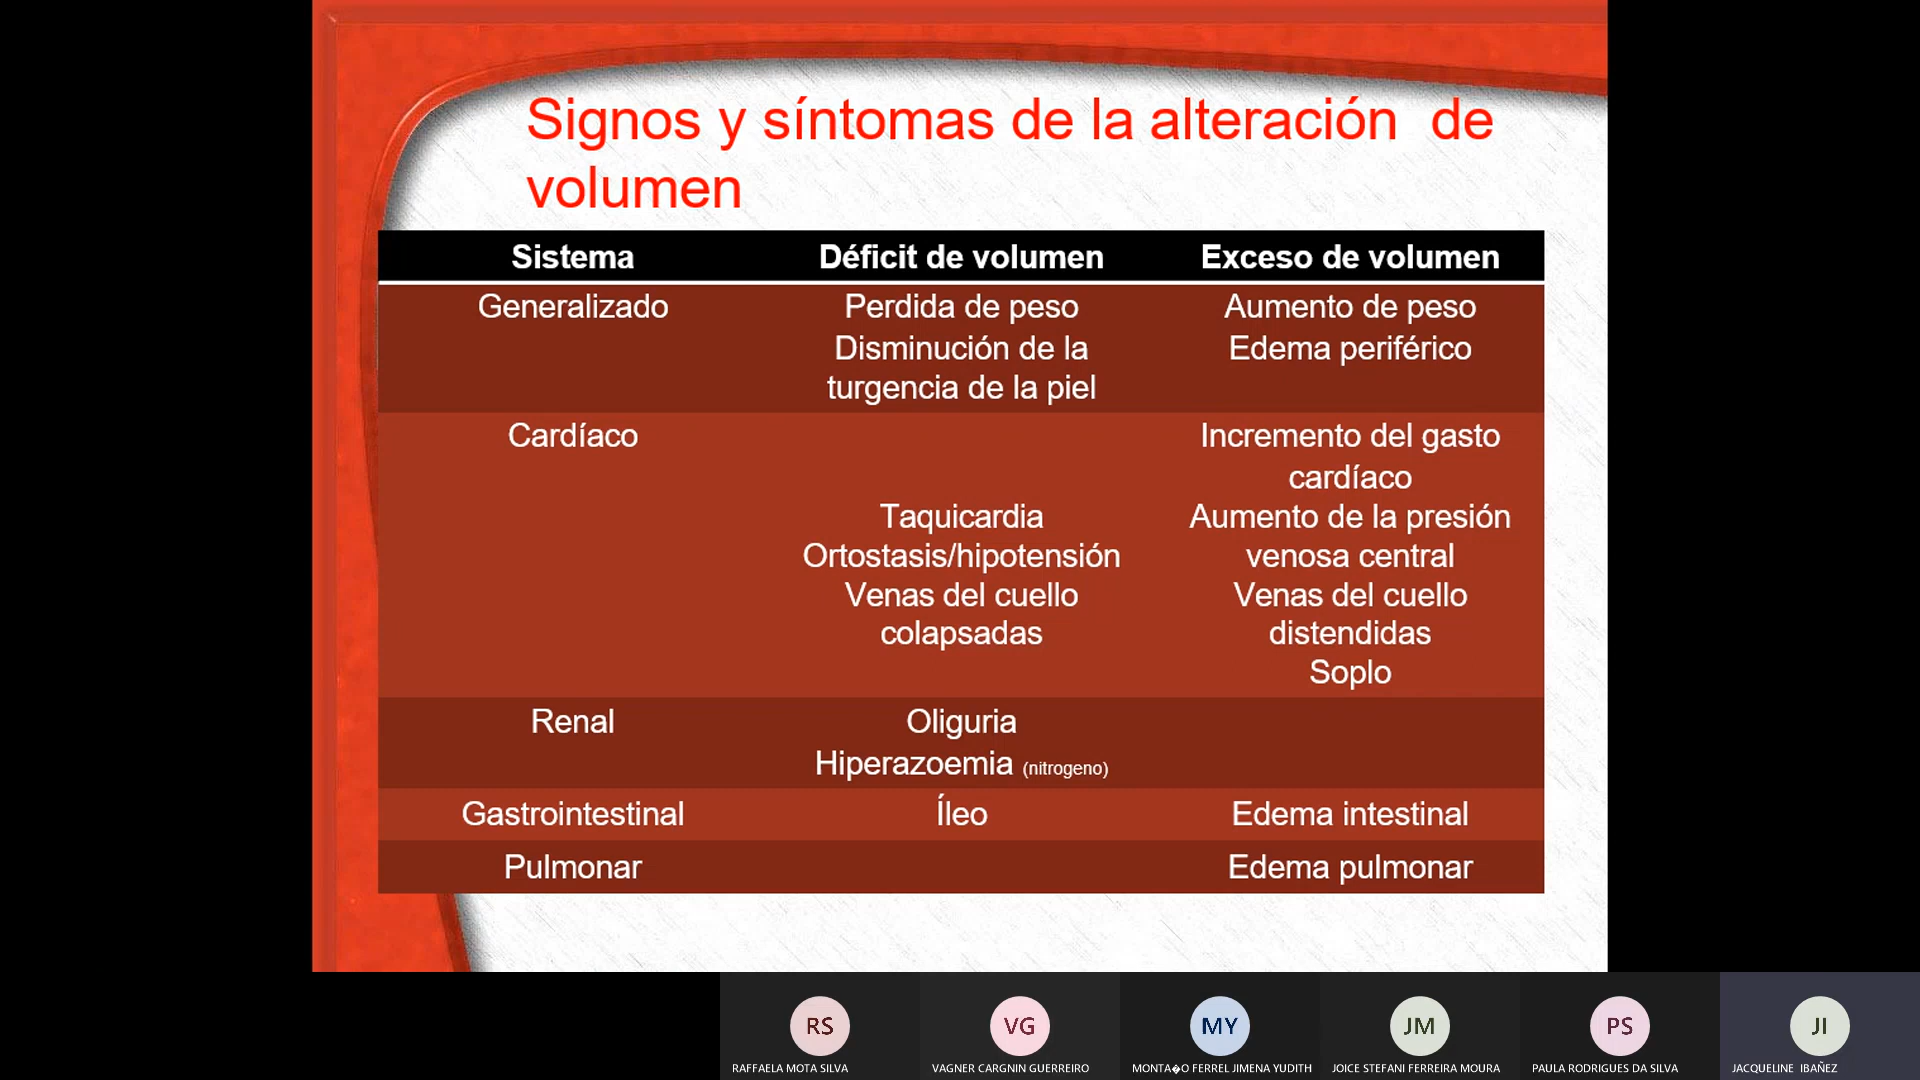 Signos y síntomas de la alteración  de
volumen
Sistema Déficit de volumen Exceso de volumen
Generalizado Perdida de peso Aumento de peso
Disminución de la Edema periférico
turgencia de la piel
Cardíaco Incremento del gasto
cardíaco
Taquicardia Aumento de la presión
Ortostasis/hipotensión venosa central
Venas del cuello Venas del cuello
colapsadas distendidas
Soplo
Renal Oliguria
Hiperazoemia (nitrogeno)
Gastrointestinal Íleo Edema intestinal
Pulmonar Edema pulmonar
RS VG MY JM PS JI
RAFFAELA MOTA SILVA VAGNER CARGNIN GUERREIRO MONTA�O FERREL JIMENA YUDITH JOICE STEFANI FERREIRA MOURA PAULA RODRIGUES DA SILVA JACQUELINE  IBAÑEZ